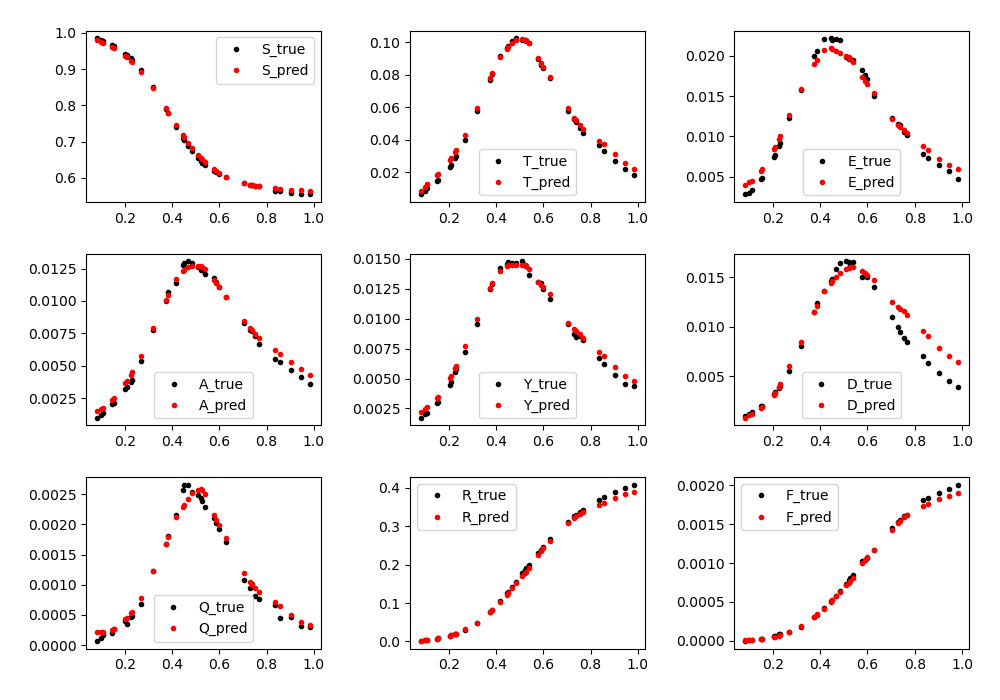 1.0
0.9
0.8
0.7
0.6
S_true
S_pred
0.2 0.4 0.6 0.8 1.0
0.10
0.08
0.06
0.04
0.02
T_true
T_pred
0.2 0.4 0.6 0.8 1.0
0.020
0.015
0.010
0.005
E_true
E_pred
0.2 0.4 0.6 0.8 1.0
0.0125
0.0100
0.0075
0.0050
0.0025
A_true
A_pred
0.2 0.4 0.6 0.8 1.0
0.0150
0.0125
0.0100
0.0075
0.0050
0.0025
Y_true
Y_pred
0.2 0.4 0.6 0.8 1.0
0.015
0.010
0.005
D_true
D_pred
0.2 0.4 0.6 0.8 1.0
0.0025
0.0020
0.0015
0.0010
0.0005
0.0000
Q_true
Q_pred
0.2 0.4 0.6 0.8 1.0
0.4
0.3
0.2
0.1
0.0
R_true
R_pred
0.2 0.4 0.6 0.8 1.0
0.0020
0.0015
0.0010
0.0005
0.0000
F_true
F_pred
0.2 0.4 0.6 0.8 1.0